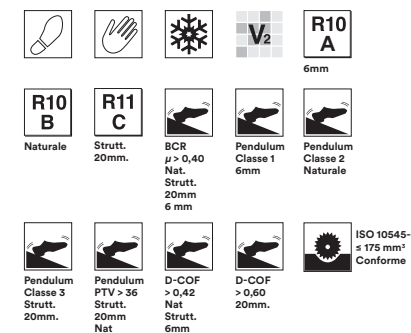 V2
R10
A
6mm
R10
B
Naturale
R11
C
Strutt.
20mm.
BCR
µ > 0,40
Nat.
Strutt.
20mm
6 mm
Pendulum
Classe 1
6mm
Pendulum
Classe 2
Naturale
Pendulum
Classe 3
Strutt.
20mm.
Pendulum
PTV > 36
Strutt.
20mm
Nat
D-COF
> 0,42
Nat
Strutt.
6mm
D-COF
> 0,60
20mm.
ISO 10545-
≤ 175 mm³
Conforme